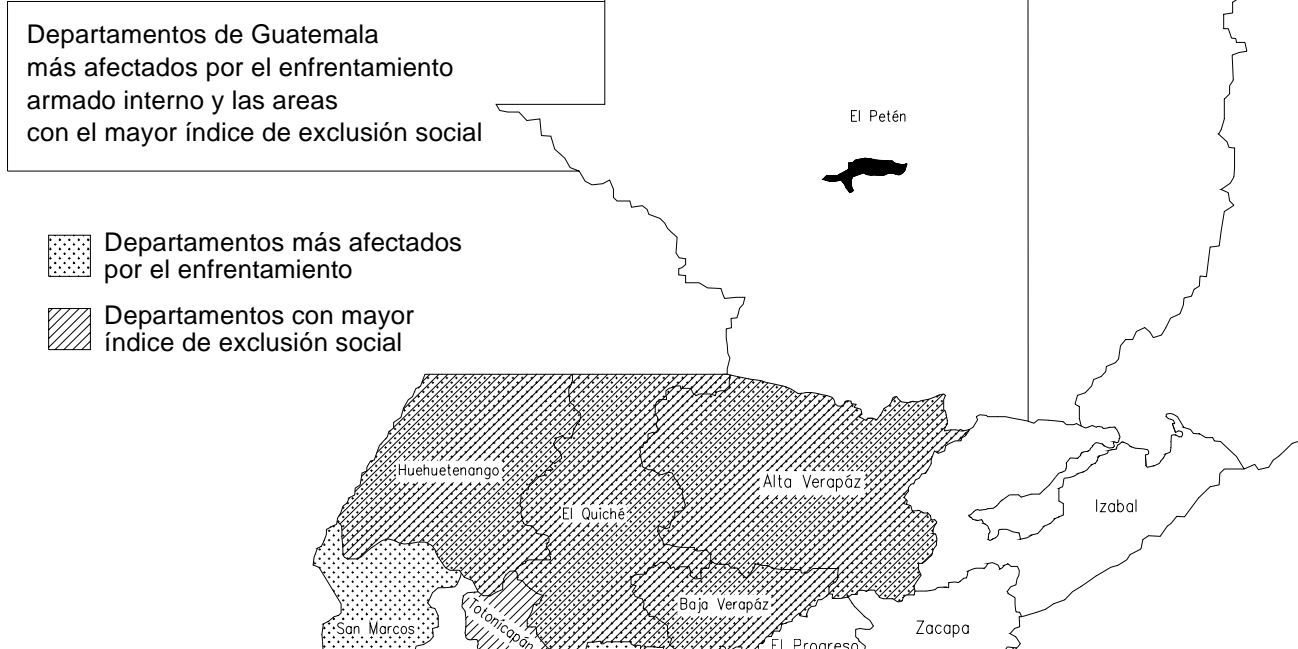 Departamentos de Guatemala
más afectados por el enfrentamiento
armado interno y las areas
con el mayor índice de exclusión social
El Petén
Departamentos más afectados
por el enfrentamiento
Departamentos con mayor
índice de exclusión social
Huehuetenango
Alta Verapáz
El Quiché
Izabal
Baja Verapáz
Totonicapán
San Marcos
Zacapa
El Progreso